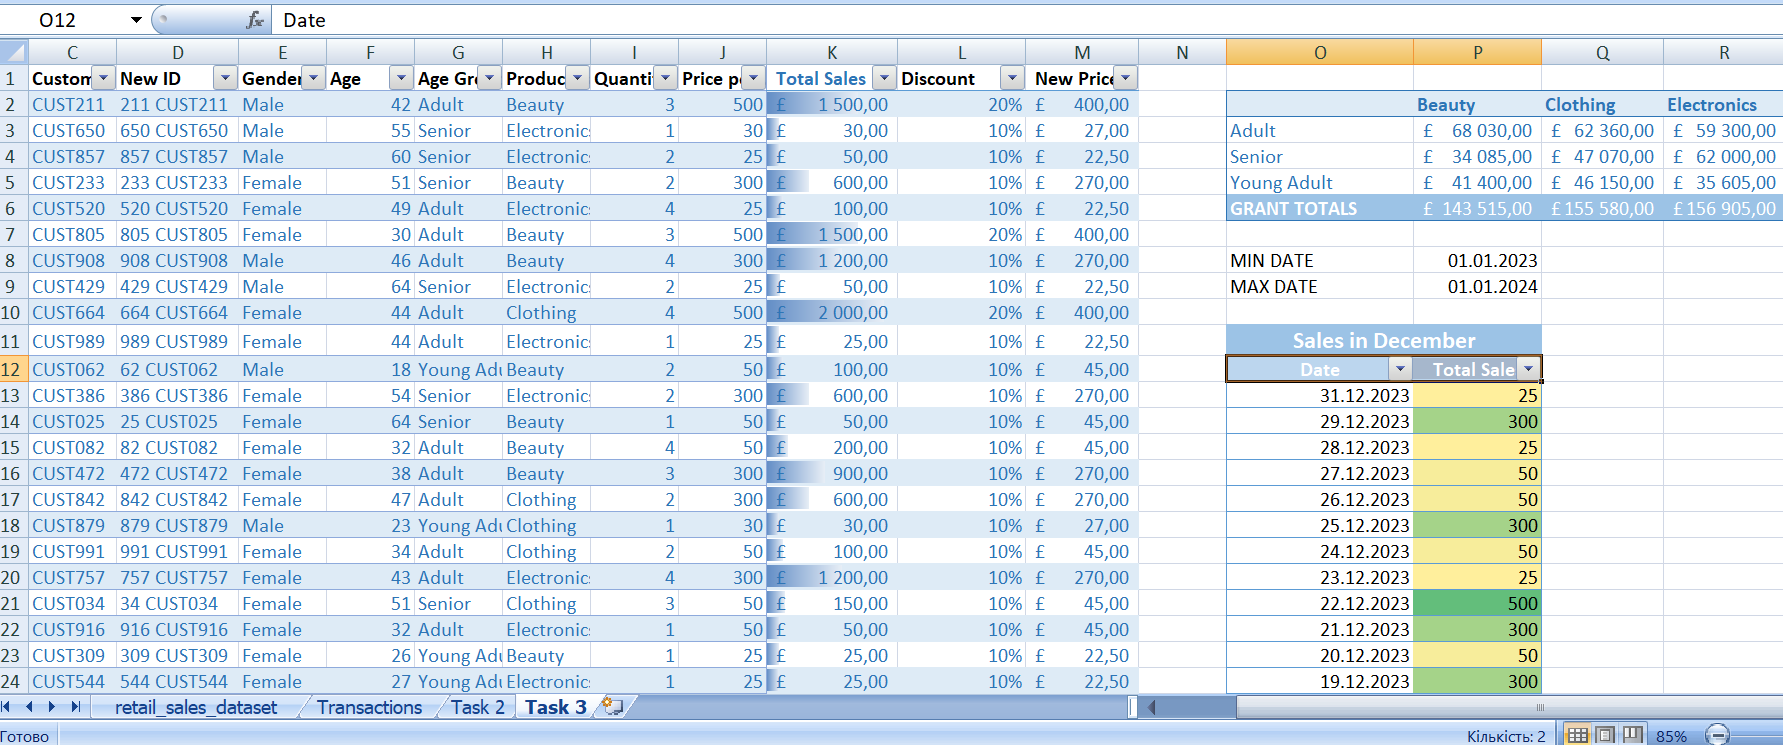 O12 fx Date
C D E F G H I J K L M N O P Q R
1 Custom New ID Gender Age Age Gr Produc Quanti Price pe Total Sales Discount New Price
2 CUST211 211 CUST211 Male 42 Adult Beauty 3 500 £ 1 500,00 20% £ 400,00 Beauty Clothing Electronics
3 CUST650 650 CUST650 Male 55 Senior Electronic 1 30 £ 30,00 10% £ 27,00 Adult £ 68 030,00 £ 62 360,00 £ 59 300,00
4 CUST857 857 CUST857 Male 60 Senior Electronic 2 25 £ 50,00 10% £ 22,50 Senior £ 34 085,00 £ 47 070,00 £ 62 000,00
5 CUST233 233 CUST233 Female 51 Senior Beauty 2 300 £ 600,00 10% £ 270,00 Young Adult £ 41 400,00 £ 46 150,00 £ 35 605,00
6 CUST520 520 CUST520 Female 49 Adult Electronic 4 25 £ 100,00 10% £ 22,50 GRANT TOTALS £ 143 515,00 £ 155 580,00 £ 156 905,00
7 CUST805 805 CUST805 Female 30 Adult Beauty 3 500 £ 1 500,00 20% £ 400,00
8 CUST908 908 CUST908 Male 46 Adult Beauty 4 300 £ 1 200,00 10% £ 270,00 MIN DATE 01.01.2023
9 CUST429 429 CUST429 Male 64 Senior Electronic 2 25 £ 50,00 10% £ 22,50 MAX DATE 01.01.2024
10 CUST664 664 CUST664 Female 44 Adult Clothing 4 500 £ 2 000,00 20% £ 400,00
11 CUST989 989 CUST989 Female 44 Adult Electronic 1 25 £ 25,00 10% £ 22,50 Sales in December
12 CUST062 62 CUST062 Male 18 Young Adu Beauty 2 50 £ 100,00 10% £ 45,00 Date Total Sale
13 CUST386 386 CUST386 Female 54 Senior Electronic 2 300 £ 600,00 10% £ 270,00 31.12.2023 25
14 CUST025 25 CUST025 Female 64 Senior Beauty 1 50 £ 50,00 10% £ 45,00 29.12.2023 300
15 CUST082 82 CUST082 Female 32 Adult Beauty 4 50 £ 200,00 10% £ 45,00 28.12.2023 25
16 CUST472 472 CUST472 Female 38 Adult Beauty 3 300 £ 900,00 10% £ 270,00 27.12.2023 50
17 CUST842 842 CUST842 Female 47 Adult Clothing 2 300 £ 600,00 10% £ 270,00 26.12.2023 50
18 CUST879 879 CUST879 Male 23 Young Adu Clothing 1 30 £ 30,00 10% £ 27,00 25.12.2023 300
19 CUST991 991 CUST991 Female 34 Adult Clothing 2 50 £ 100,00 10% £ 45,00 24.12.2023 50
20 CUST757 757 CUST757 Female 43 Adult Electronic 4 300 £ 1 200,00 10% £ 270,00 23.12.2023 25
21 CUST034 34 CUST034 Female 51 Senior Clothing 3 50 £ 150,00 10% £ 45,00 22.12.2023 500
22 CUST916 916 CUST916 Female 32 Adult Electronic 1 50 £ 50,00 10% £ 45,00 21.12.2023 300
23 CUST309 309 CUST309 Female 26 Young Adu Beauty 1 25 £ 25,00 10% £ 22,50 20.12.2023 50
24 CUST544 544 CUST544 Female 27 Young Adu Electronic 1 25 £ 25,00 10% £ 22,50 19.12.2023 300
retail_sales_dataset Transactions Task 2 Task 3
Готово Кількість: 2 85%